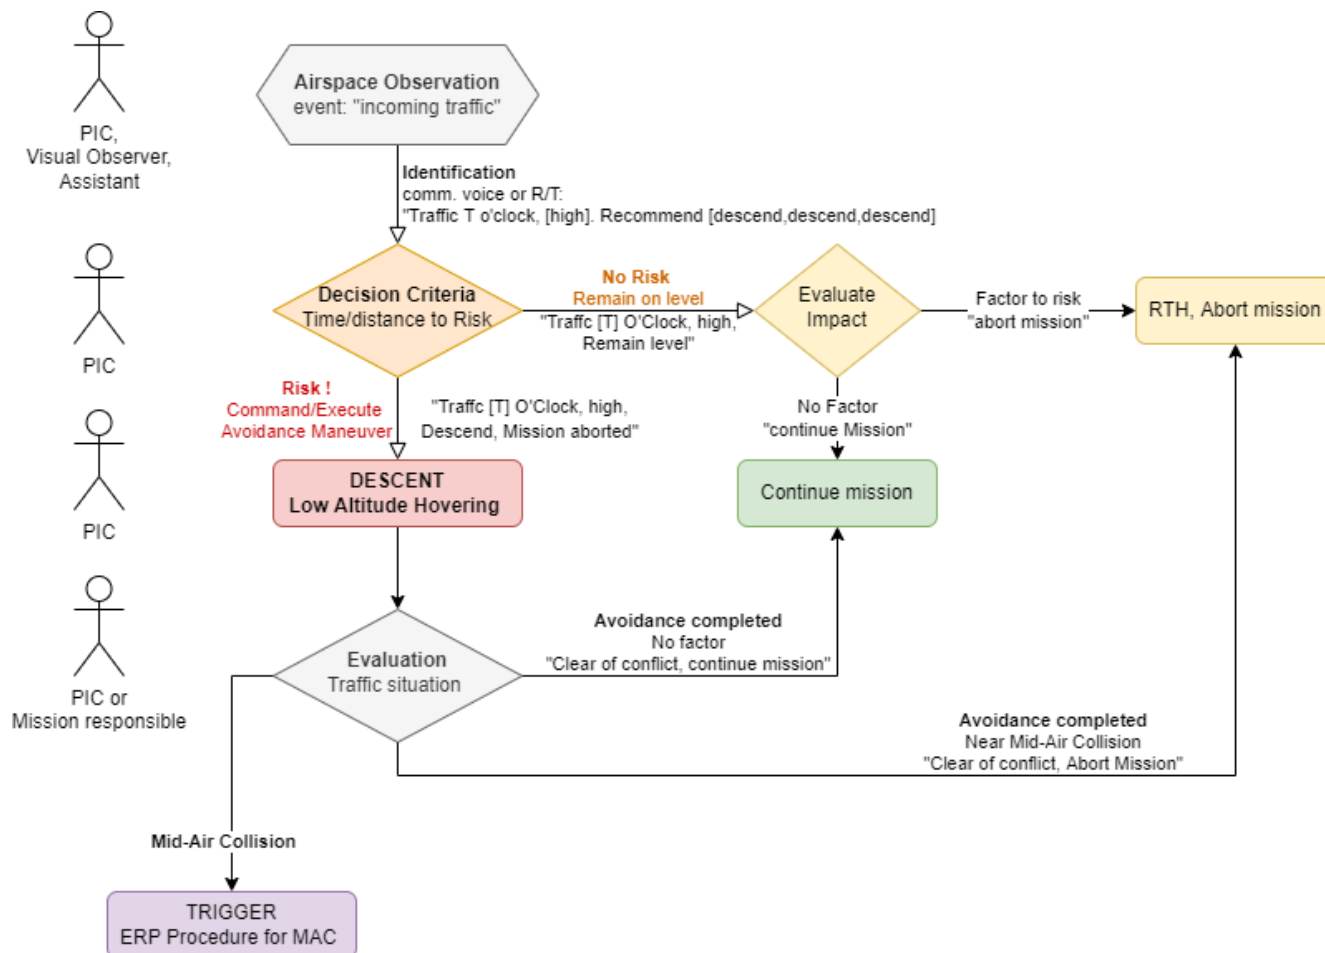 Airspace Observation
event: "incoming traffic"
PIC,
Visual Observer,
Assistant
Identification
comm. voice or R/T:
"Traffic T o'clock, [high]. Recommend [descend,descend,descend]
Decision Criteria
Time/distance to Risk
No Risk
Remain on level
"Traffc [T] O'Clock, high,
Remain level"
Evaluate
Impact
Factor to risk
"abort mission"
RTH, Abort mission
PIC
Risk !
Command/Execute
Avoidance Maneuver
"Traffc [T] O'Clock, high,
Descend, Mission aborted"
No Factor
"continue Mission"
DESCENT
Low Altitude Hovering
Continue mission
PIC
Avoidance completed
No factor
"Clear of conflict, continue mission"
Evaluation
Traffic situation
PIC or
Mission responsible
Avoidance completed
Near Mid-Air Collision
"Clear of conflict, Abort Mission"
Mid-Air Collision
TRIGGER
ERP Procedure for MAC